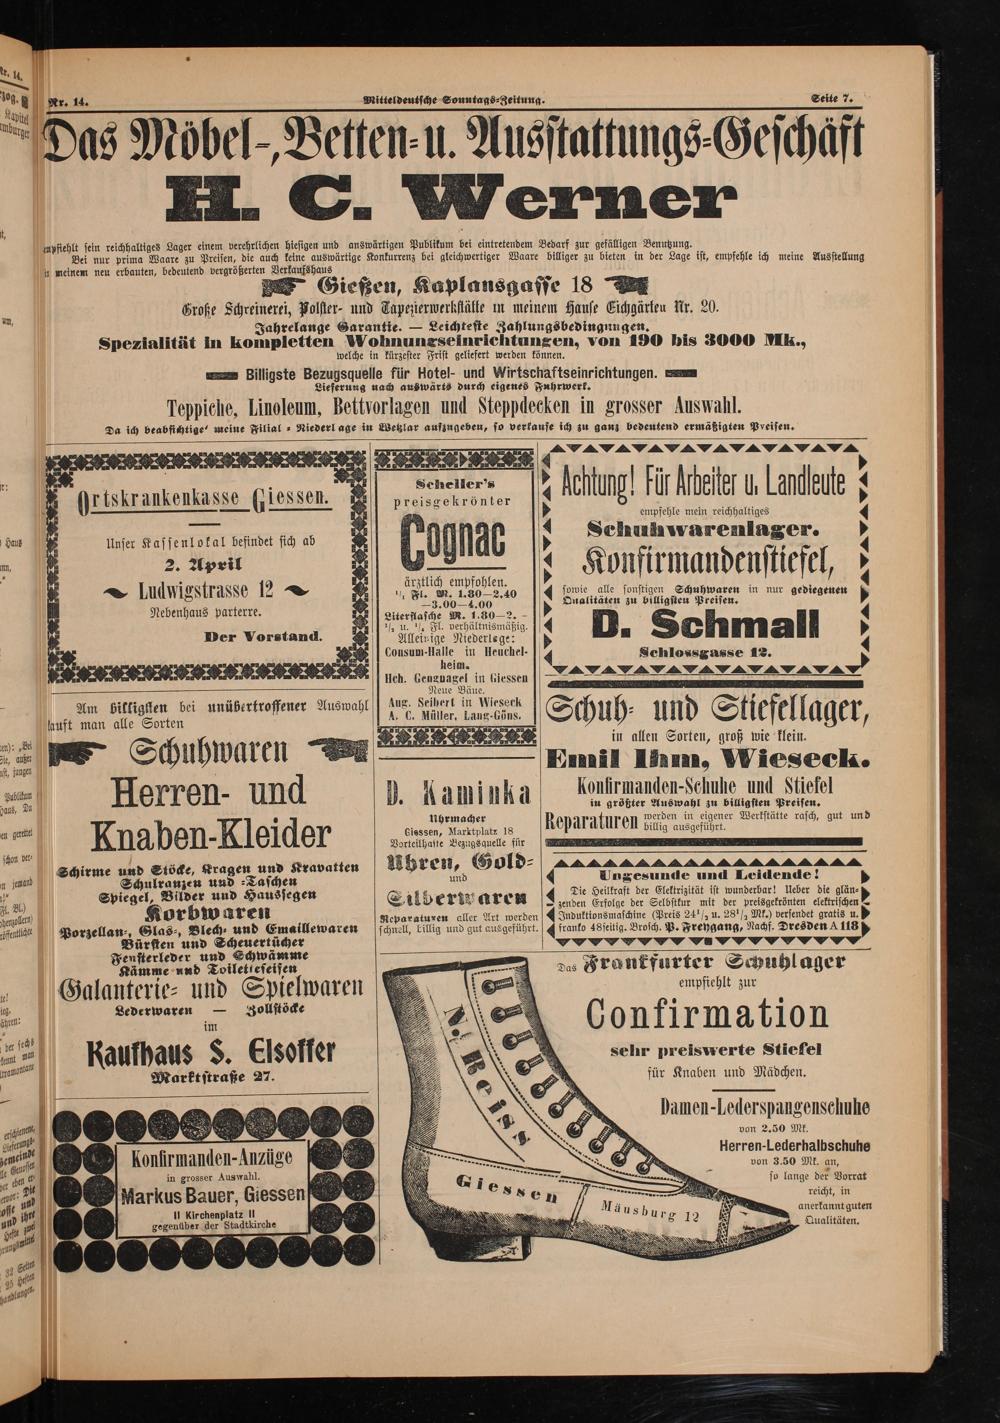 Nr. 14.
Mitteldeutsche Sonntags-Zeitung.
Seite 7.
Das Möbel-, Betten- u. Ausstattungs-Geschäft
H. C. Werner
empfiehlt sein reichhaltiges Lager einem verehrlichen hiesigen und auswärtigen Publikum bei eintretendem Bedarf zur gefälligen Benutzung.
Bei nur prima Waare zu Preisen, die auch keine auswärtige Konkurrenz bei gleichwertiger Waare billiger zu bieten in der Lage ist, empfehle ich meine Ausstellung
in meinem neu erbauten, bedeutend vergrößerten Verkaufshaus
Gießen, Kaplansgasse 18
Große Schreinerei, Polster- und Tapezierwerkstätte in meinem Hause Eichgärten Nr. 20.
Jahrelange Garantie. — Leichteste Zahlungsbedingungen.
Spezialität in kompletten Wohnungseinrichtungen, von 190 bis 3000 Mk.,
welche in kürzester Frist geliefert werden können.
Billigste Bezugsquelle für Hotel- und Wirtschaftseinrichtungen.
Lieferung nach auswärts durch eigenes Fuhrwerk.
Teppiche, Linoleum, Bettvorlagen und Steppdecken in grosser Auswahl.
Da ich beabsichtige meine Filial-Niederlage in Wetzlar aufzugeben, so verkaufe ich zu ganz bedeutend ermäßigten Preisen.
Ortskrankenkasse Giessen.
Unser Kassenlokal befindet sich ab
2. April
Ludwigstrasse 12
Nebenhaus parterre.
Der Vorstand.
Am billigsten bei unübertroffener Auswahl
kauft man alle Sorten
Schuhwaren
Herren- und
Knaben-Kleider
Schirme und Stöcke, Kragen und Kravatten
Schulranzen und -Taschen
Spiegel, Bilder und Haussegen
Korbwaren
Porzellan-, Glas-, Blech- und Emaillewaren
Bürsten und Scheuertücher
Fensterleder und Schwämme
Kämme und Toiletteseifen
Galanterie- und Spielwaren
Lederwaren — Zollstöcke
im
Kaufhaus S. Elsoffer
Marktstraße 27.
Konfirmanden-Anzüge
in grosser Auswahl.
Markus Bauer, Giessen
11 Kirchenplatz 11
gegenüber der Stadtkirche
Scheller's
preisgekrönter
Cognac
ärztlich empfohlen.
1/1 Fl. M. 1.80—2.40
—3.00—4.00
Literflasche M. 1.80—2.-
1/2 u. 1/4 Fl. verhältnismäßig.
Alleinige Niederlage:
Consum-Halle in Heuchel-
heim.
Hch. Genznagel in Giessen
Neue Bäue.
Aug. Seibert in Wieseck
A. C. Müller, Lang-Göns.
D. Kaminka
Uhrmacher
Giessen, Marktplatz 18
Vorteilhafte Bezugsquelle für
Uhren, Gold-
und
Silberwaren
Reparaturen aller Art werden
schnell, billig und gut ausgeführt.
Achtung! Für Arbeiter u. Landleute
empfehle mein reichhaltiges
Schuhwarenlager.
Konfirmandenstiefel,
sowie alle sonstigen Schuhwaren in nur gediegenen
Qualitäten zu billigsten Preisen.
D. Schmall
Schlossgasse 12.
Schuh- und Stiefellager,
in allen Sorten, groß wie klein.
Emil Ihm, Wieseck.
Konfirmanden-Schuhe und Stiefel
in größter Auswahl zu billigsten Preisen.
Reparaturen werden in eigener Werkstätte rasch, gut und
billig ausgeführt.
Ungesunde und Leidende!
Die Heilkraft der Elektrizität ist wunderbar! Ueber die glän-
zenden Erfolge der Selbstkur mit der preisgekrönten elektrischen
Induktionsmaschine (Preis 24 1/2 u. 28 1/2 Mk.) versendet gratis u.
franko 48seitig. Brosch. P. Freygang, Nachf. Dresden A 118
Das Frankfurter Schuhlager
empfiehlt zur
Confirmation
sehr preiswerte Stiefel
für Knaben und Mädchen.
Damen-Lederspangenschuhe
von 2,50 Mk.
Herren-Lederhalbschuhe
von 3.50 Mk. an,
so lange der Vorrat
reicht, in
anerkannt guten
Qualitäten.
N. Reiss
Giessen
Mäusburg 12